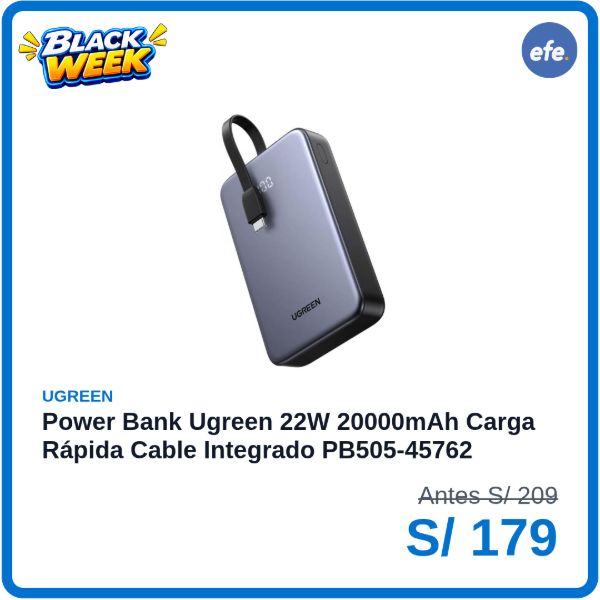 BLACK
WEEK
efe.
UGREEN
UGREEN
Power Bank Ugreen 22W 20000mAh Carga
Rápida Cable Integrado PB505-45762
Antes S/ 209
S/ 179